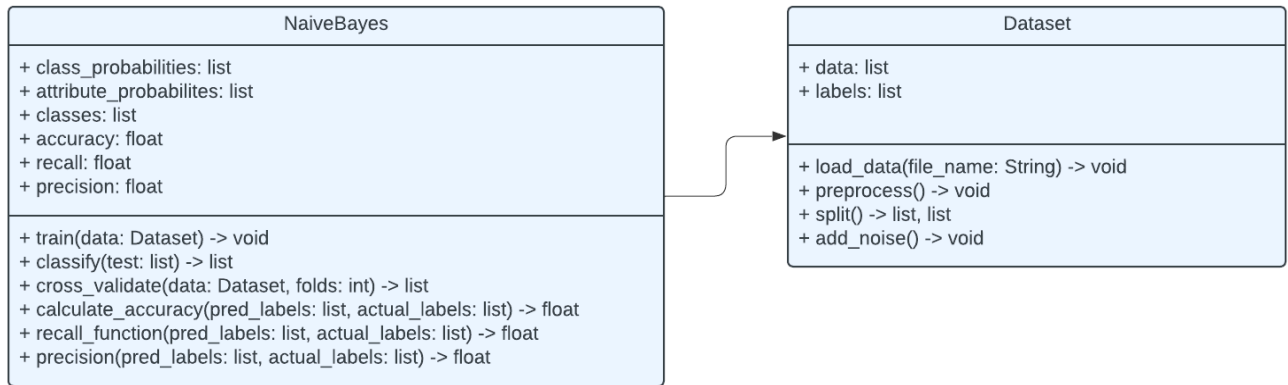 NaiveBayes
+ class_probabilities: list
+ attribute_probabilites: list
+ classes: list
+ accuracy: float
+ recall: float
+ precision: float
+ train(data: Dataset) -> void
+ classify(test: list) -> list
+ cross_validate(data: Dataset, folds: int) -> list
+ calculate_accuracy(pred_labels: list, actual_labels: list) -> float
+ recall_function(pred_labels: list, actual_labels: list) -> float
+ precision(pred_labels: list, actual_labels: list) -> float
Dataset
+ data: list
+ labels: list
+ load_data(file_name: String) -> void
+ preprocess() -> void
+ split() -> list, list
+ add_noise() -> void